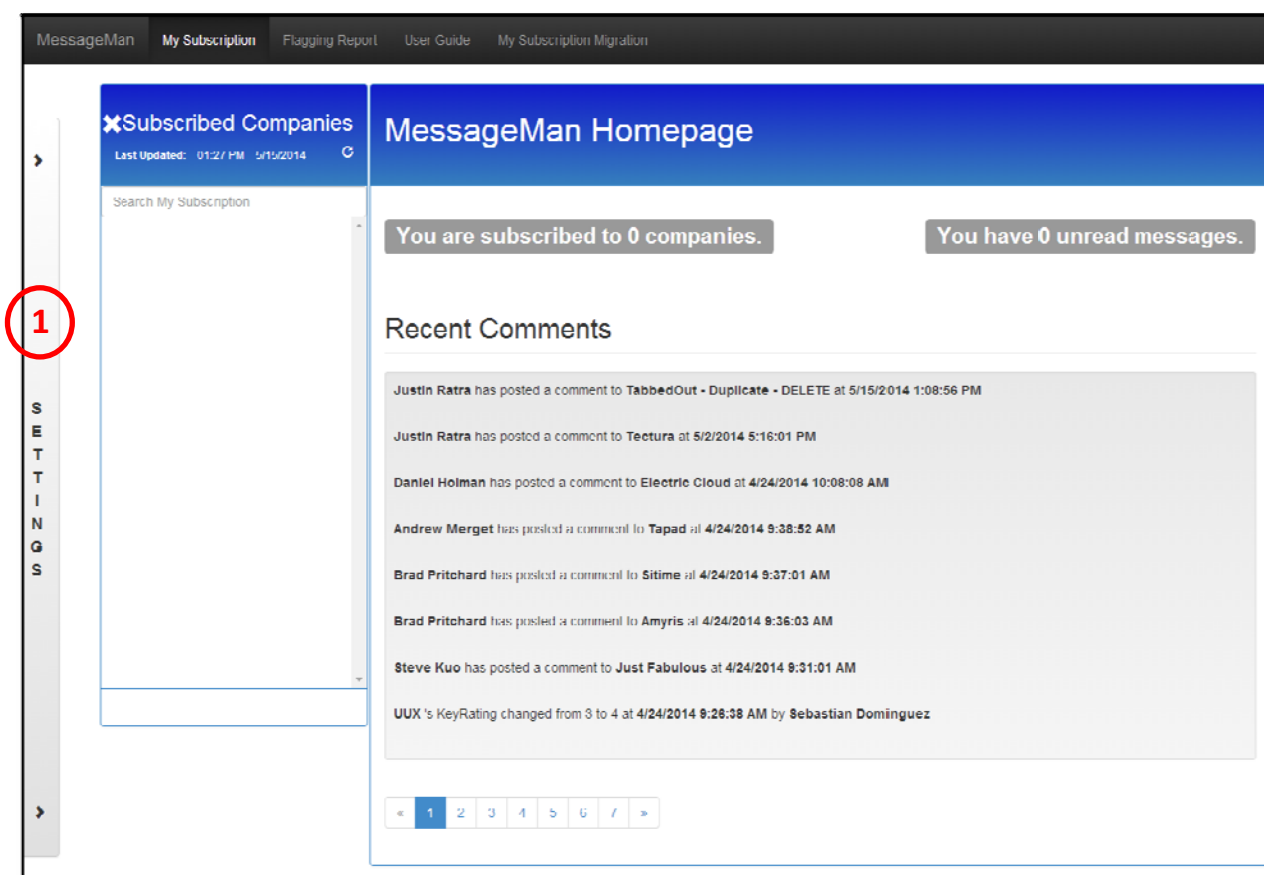 MessageMan My Subscription Flagging Report User Guide My Subscription Migration
Subscribed Companies
Last Updated: 01:27 PM 5/15/2014
Search My Subscription
MessageMan Homepage
You are subscribed to 0 companies. You have 0 unread messages.
1
SETTINGS
Recent Comments
Justin Ratra has posted a comment to TabbedOut - Duplicate - DELETE at 5/15/2014 1:08:56 PM
Justin Ratra has posted a comment to Tectura at 5/2/2014 5:16:01 PM
Daniel Holman has posted a comment to Electric Cloud at 4/24/2014 10:08:08 AM
Andrew Merget has posted a comment to Tapad at 4/24/2014 9:38:52 AM
Brad Pritchard has posted a comment to Sitime at 4/24/2014 9:37:01 AM
Brad Pritchard has posted a comment to Amyris at 4/24/2014 9:36:03 AM
Steve Kuo has posted a comment to Just Fabulous at 4/24/2014 9:31:01 AM
UUX 's KeyRating changed from 3 to 4 at 4/24/2014 9:26:38 AM by Sebastian Dominguez
« 1 2 3 4 5 6 7 »